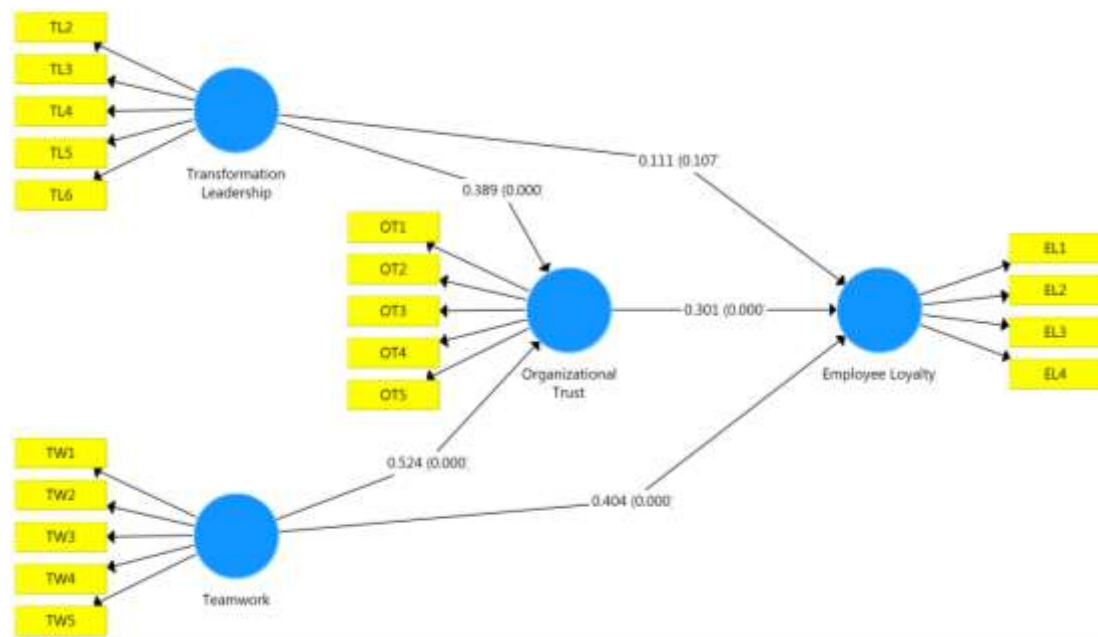 TL2
TL3
TL4
TL5
TL6
Transformation
Leadership
0.111 (0.107
0.389 (0.000
OT1
OT2
OT3
OT4
OT5
Organizational
Trust
0.301 (0.000
EL1
EL2
EL3
EL4
Employee Loyalty
TW1
TW2
TW3
TW4
TW5
Teamwork
0.524 (0.000
0.404 (0.000